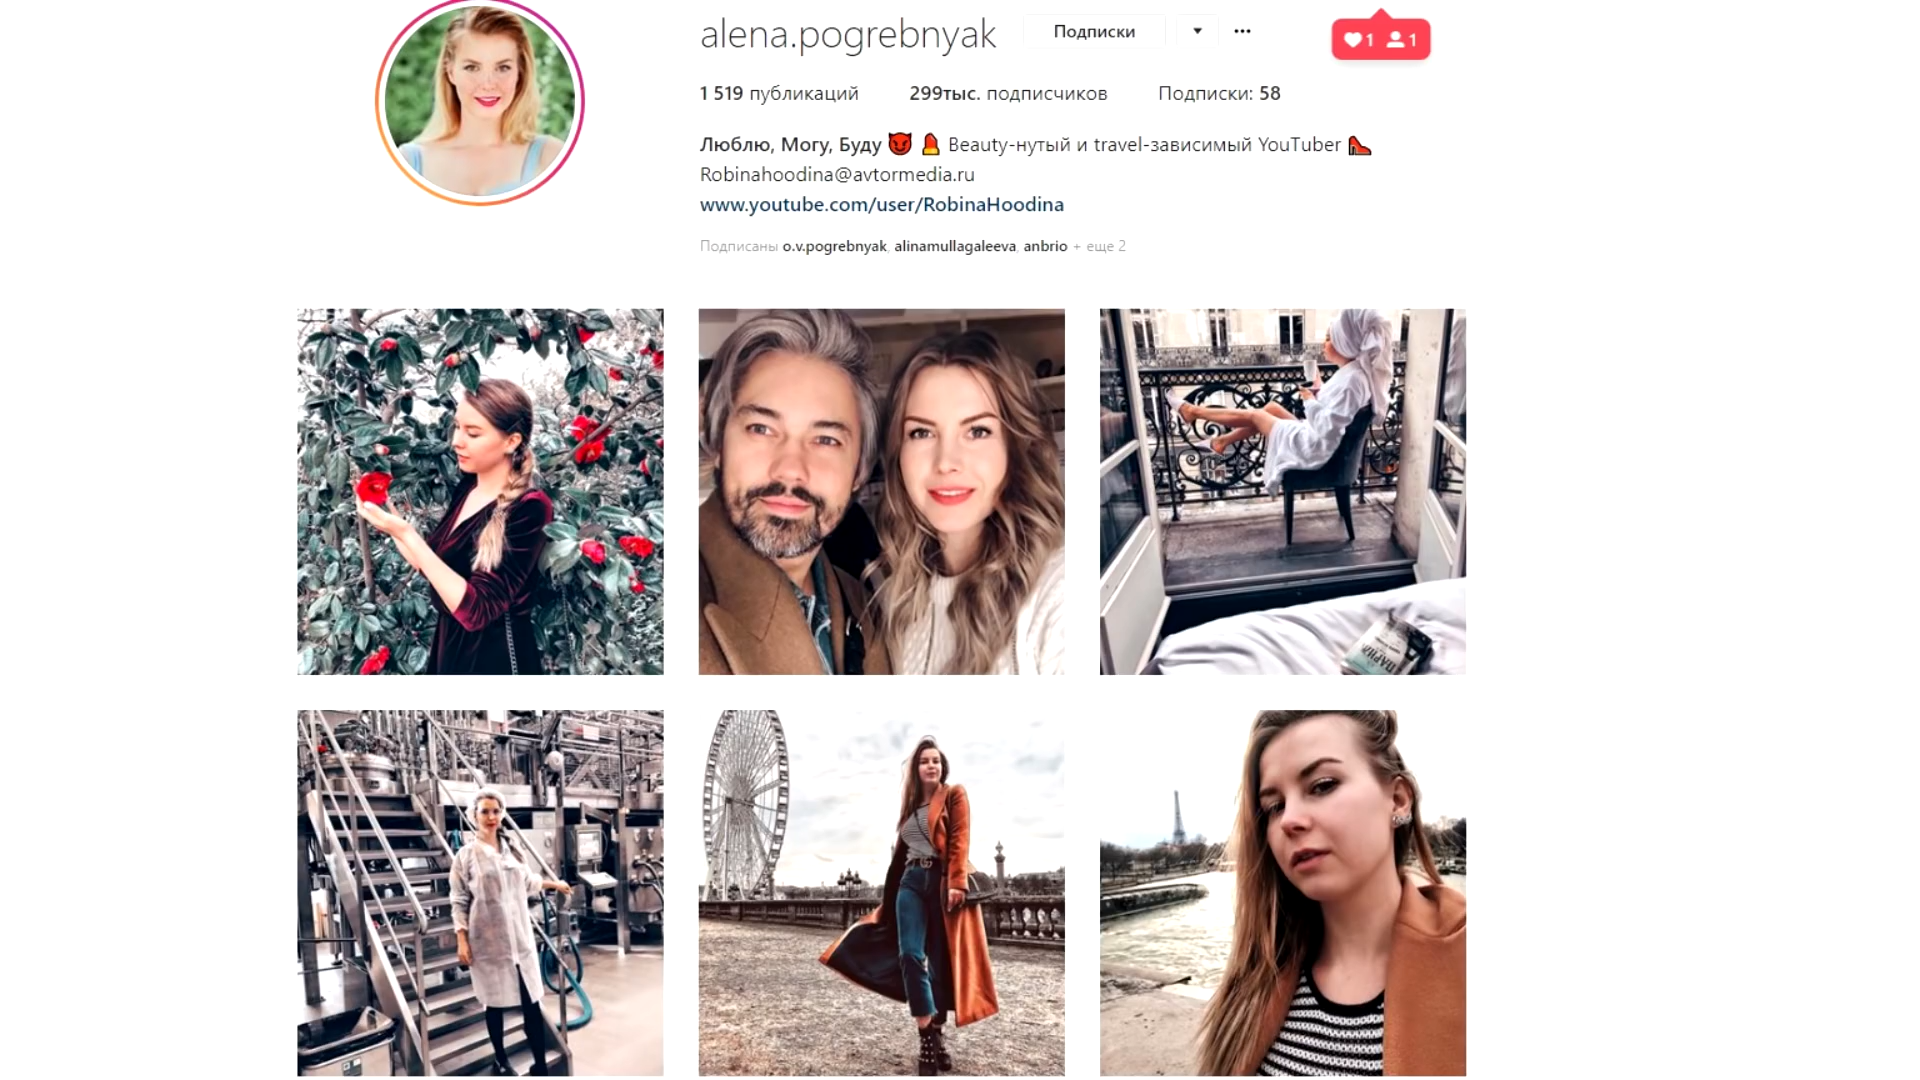 alena.pogrebnyak Подписки
1 1
1 519 публикаций 299тыс. подписчиков Подписки: 58
Люблю, Могу, Буду 😈 💄 Beauty-нутый и travel-зависимый YouTuber 👠
Robinahoodina@avtormedia.ru
www.youtube.com/user/RobinaHoodina
Подписаны o.v.pogrebnyak, alinamullagaleeva, anbrio + еще 2
ПАРИЖ